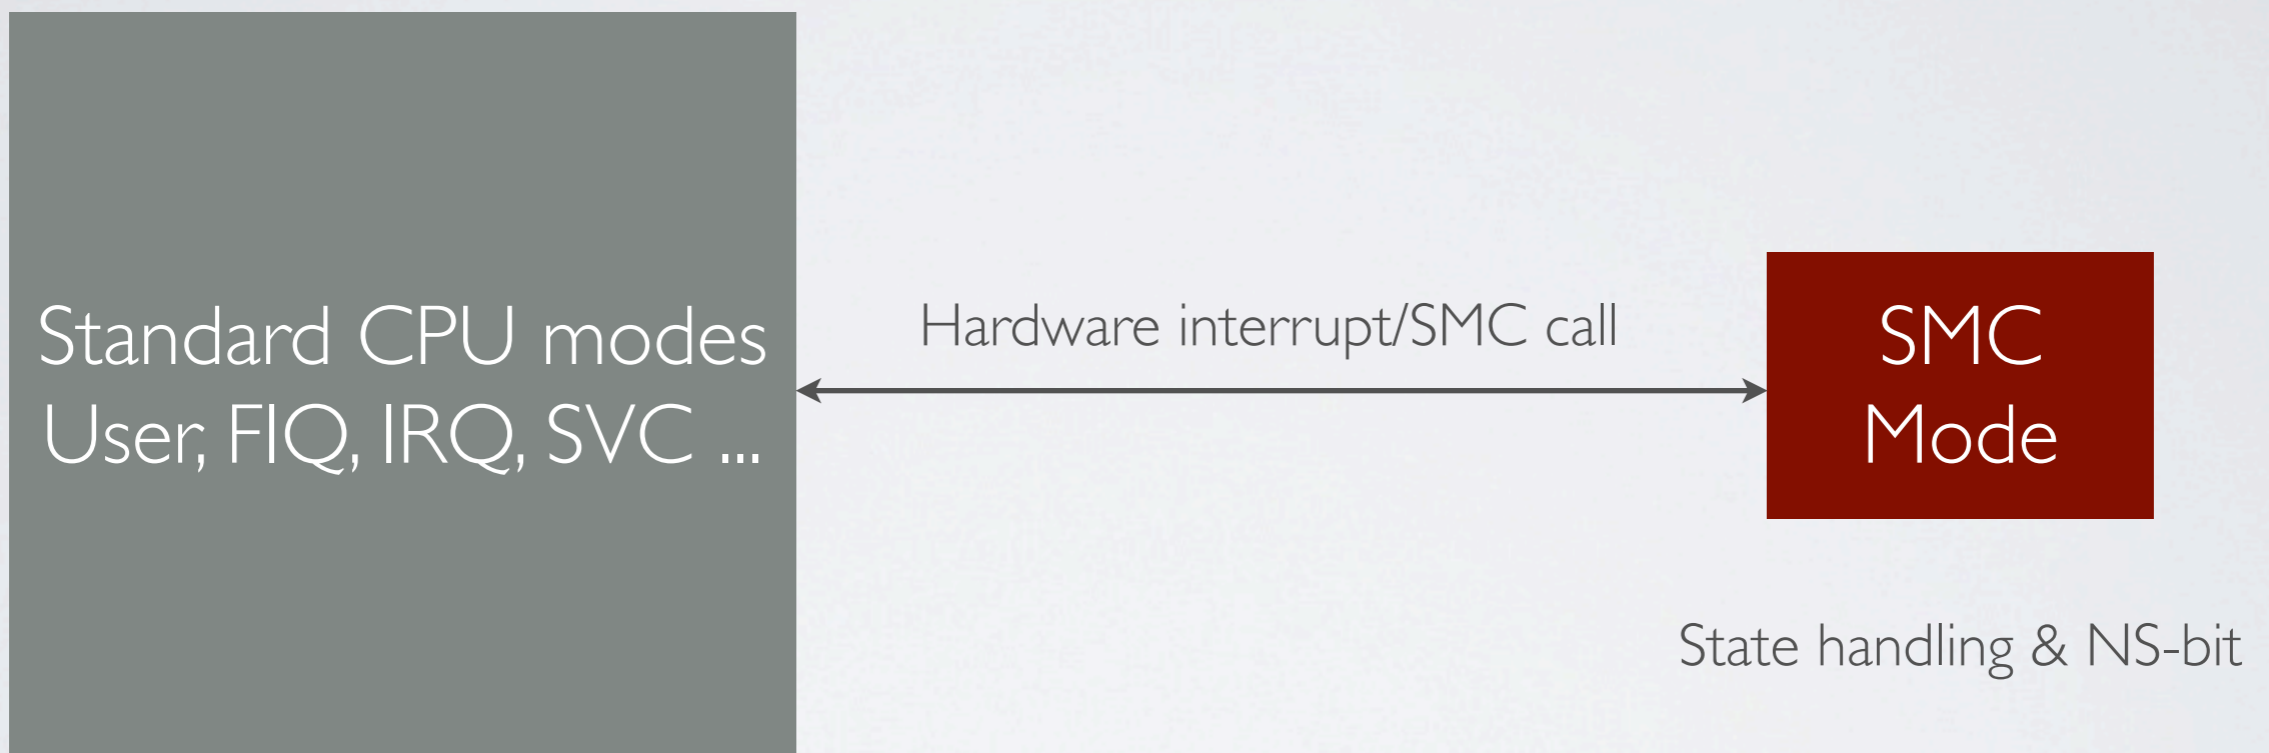 Standard CPU modes
User, FIQ, IRQ, SVC ...
Hardware interrupt/SMC call
SMC
Mode
State handling & NS-bit